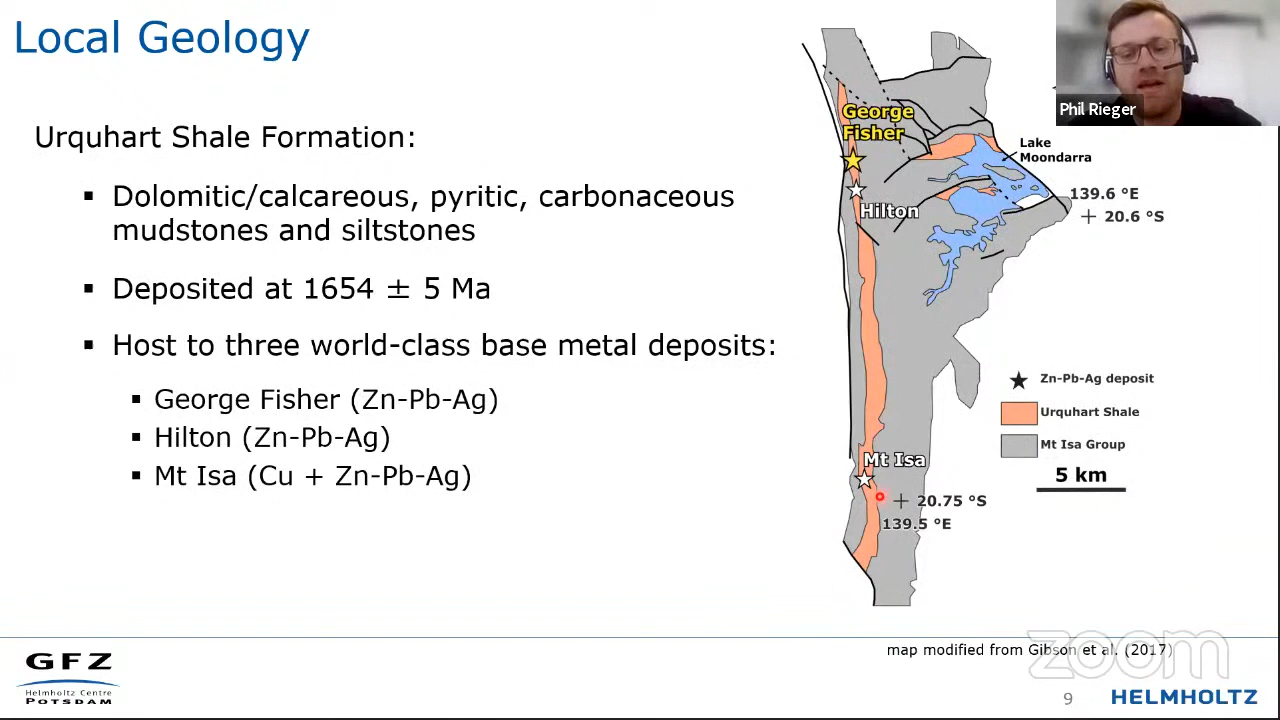 Local Geology
Urquhart Shale Formation:
▪ Dolomitic/calcareous, pyritic, carbonaceous
mudstones and siltstones
▪ Deposited at 1654 ± 5 Ma
▪ Host to three world-class base metal deposits:
▪ George Fisher (Zn-Pb-Ag)
▪ Hilton (Zn-Pb-Ag)
▪ Mt Isa (Cu + Zn-Pb-Ag)
George
Fisher
Hilton
Lake
Moondarra
139.6 °E
20.6 °S
Zn-Pb-Ag deposit
Urquhart Shale
Mt Isa Group
5 km
Mt Isa
20.75 °S
139.5 °E
Phil Rieger
map modified from Gibson et al. (2017)
zoom
GFZ
Helmholtz Centre
POTSDAM
9
HELMHOLTZ